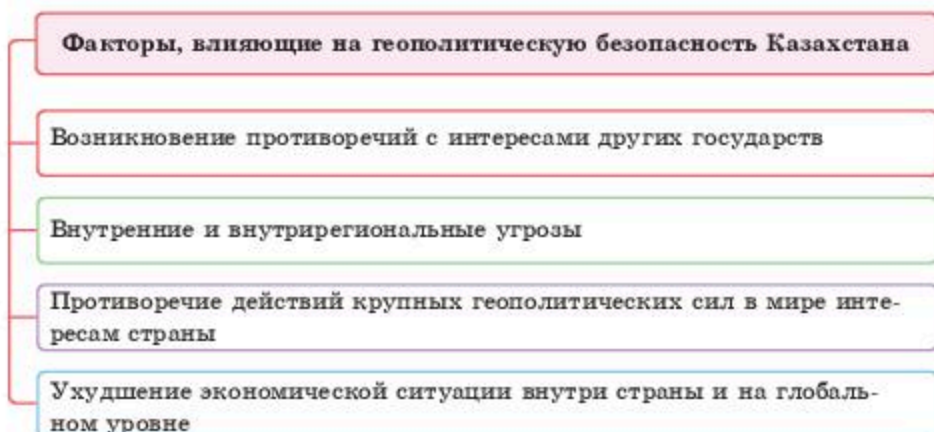 Факторы, влияющие на геополитическую безопасность Казахстана
Возникновение противоречий с интересами других государств
Внутренние и внутрирегиональные угрозы
Противоречие действий крупных геополитических сил в мире инте-
ресам страны
Ухудшение экономической ситуации внутри страны и на глобаль-
ном уровне